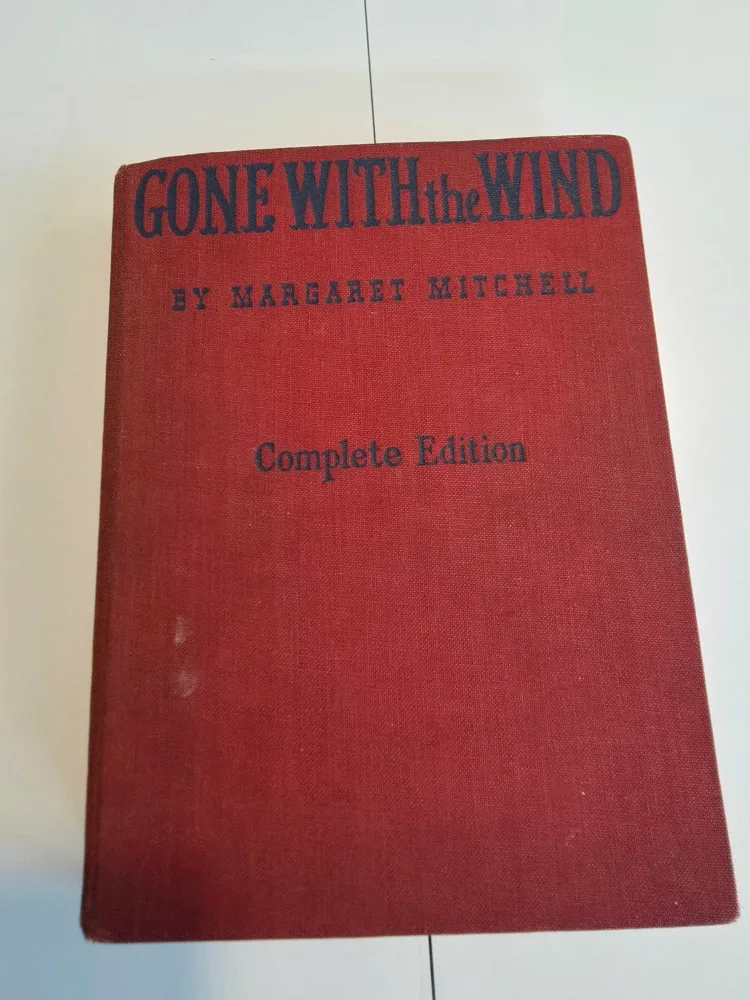 GONE WITH the WIND
BY MARGARET MITCHELL
Complete Edition